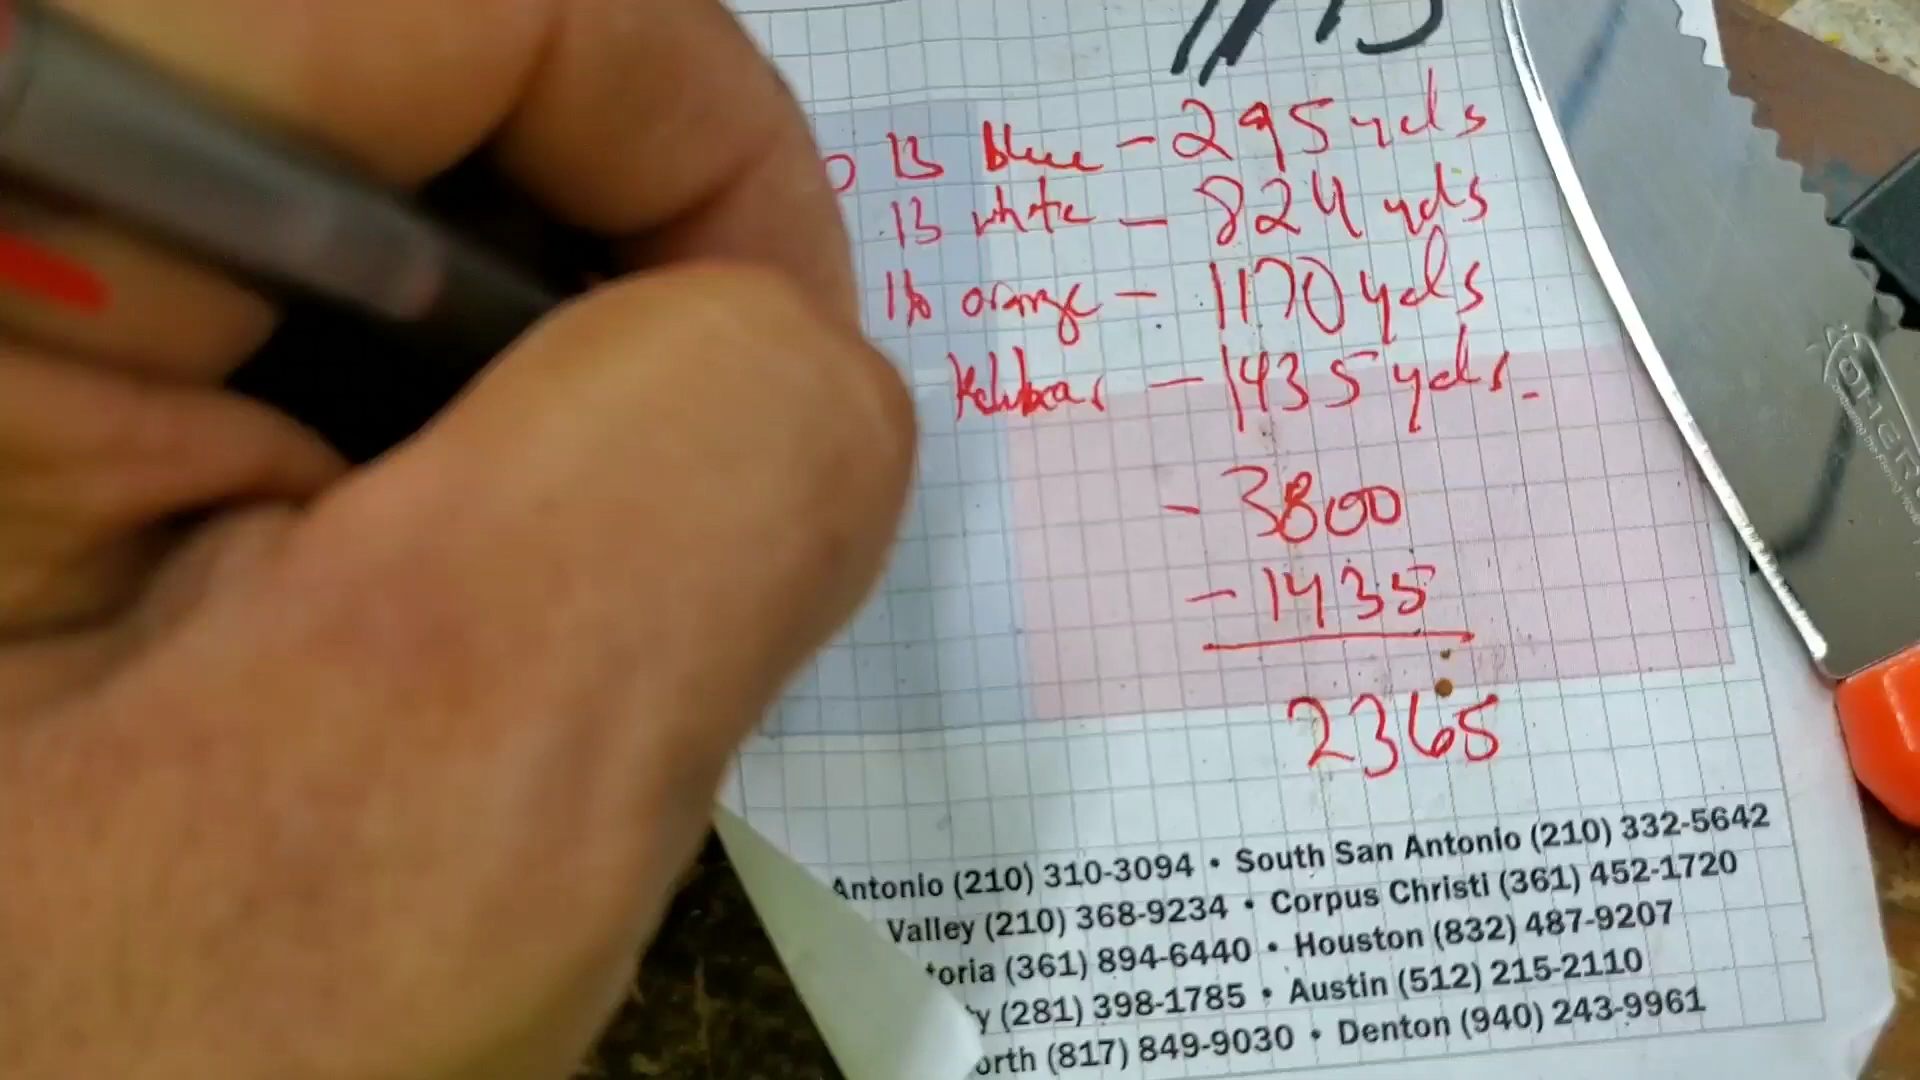 13 blue - 295 yds
13 white - 824 yds
orange - 1170 yds
- 1435 yds.
- 3800
- 1435
2365
Antonio (210) 310-3094 • South San Antonio (210) 332-5642
Valley (210) 368-9234 • Corpus Christi (361) 452-1720
toria (361) 894-6440 • Houston (832) 487-9207
y (281) 398-1785 • Austin (512) 215-2110
orth (817) 849-9030 • Denton (940) 243-9961